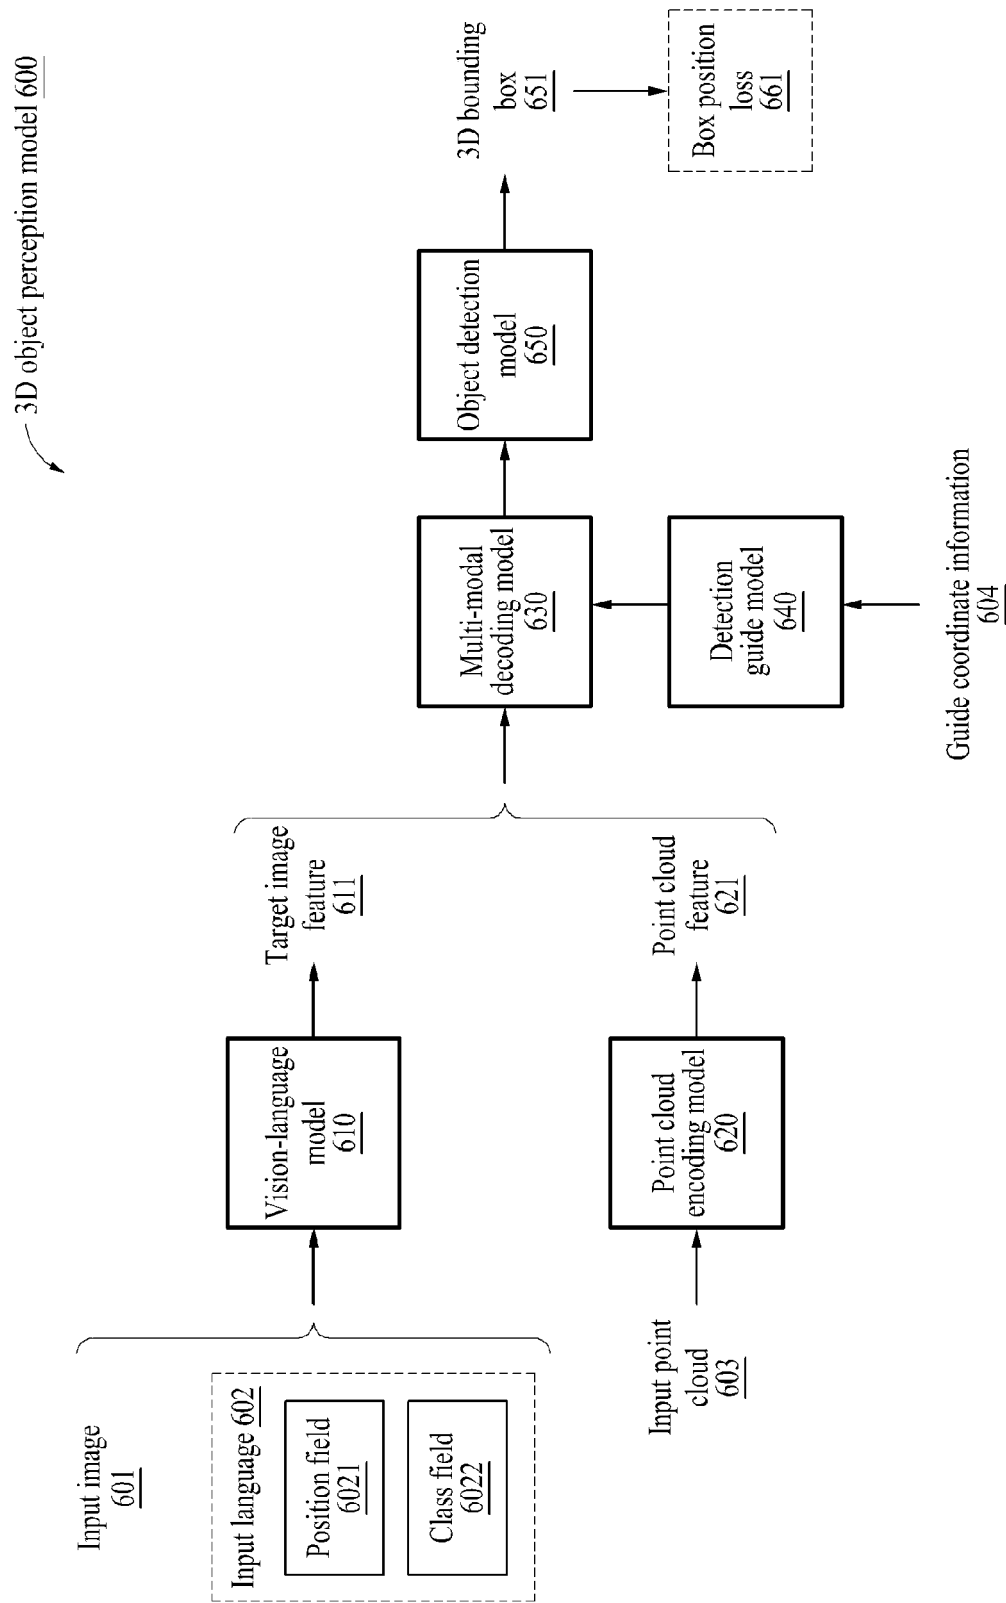 3D object perception model 600
Input image
601
Input language 602
Position field
6021
Class field
6022
Vision-language
model
610
Target image
feature
611
Input point
cloud
603
Point cloud
encoding model
620
Point cloud
feature
621
Multi-modal
decoding model
630
Detection
guide model
640
Guide coordinate information
604
Object detection
model
650
3D bounding
box
651
Box position
loss
661